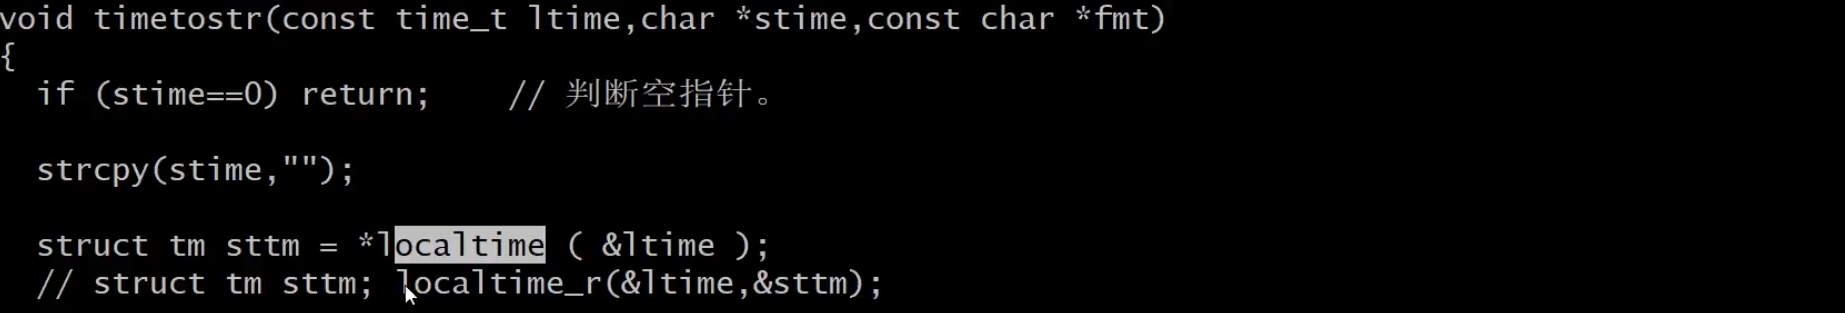 void timetostr(const time_t ltime,char *stime,const char *fmt)
{
  if (stime==0) return;    // 判断空指针。
  strcpy(stime,"");
  struct tm sttm = *localtime ( &ltime );
  // struct tm sttm; localtime_r(&ltime,&sttm);